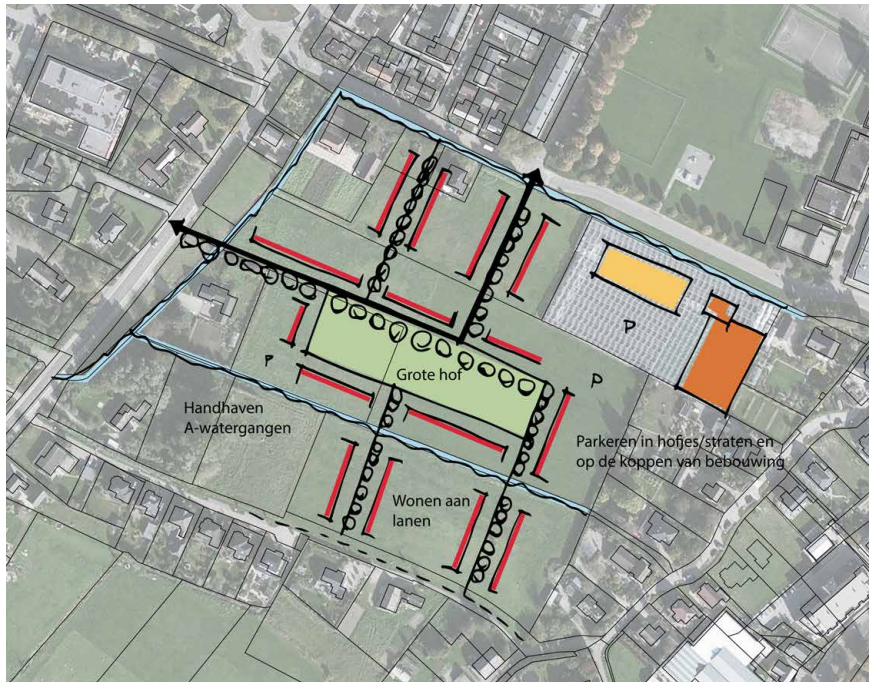 P
Grote hof
P
P
Handhaven
A-watergangen
Parkeren in hofjes/straten en
op de koppen van bebouwing
Wonen aan
lanen